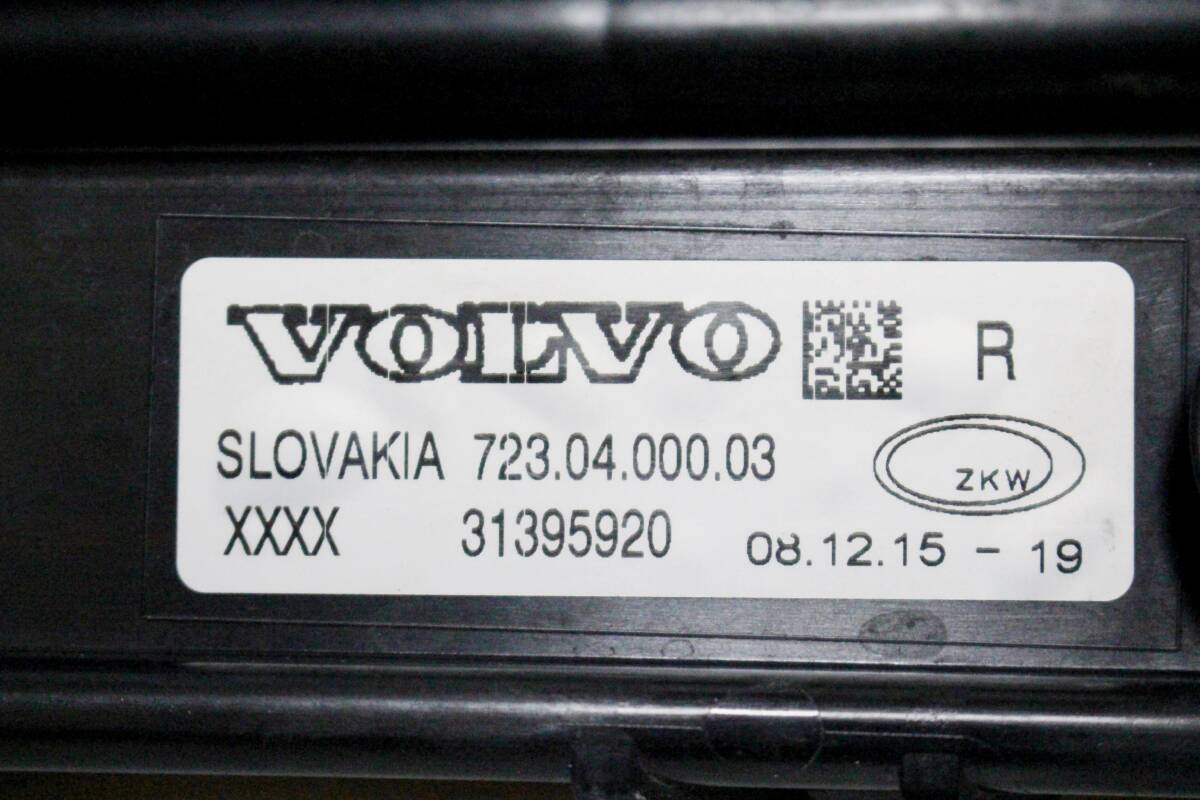 VOLVO R
SLOVAKIA 723.04.000.03
ZKW
XXXX 31395920 08.12.15 - 19